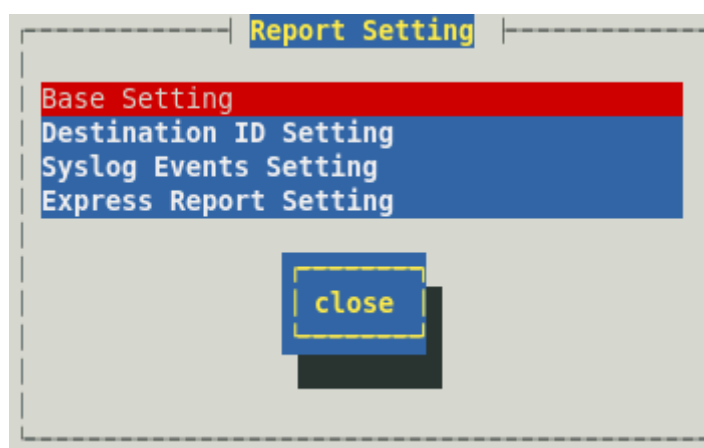 Report Setting
Base Setting
Destination ID Setting
Syslog Events Setting
Express Report Setting
close